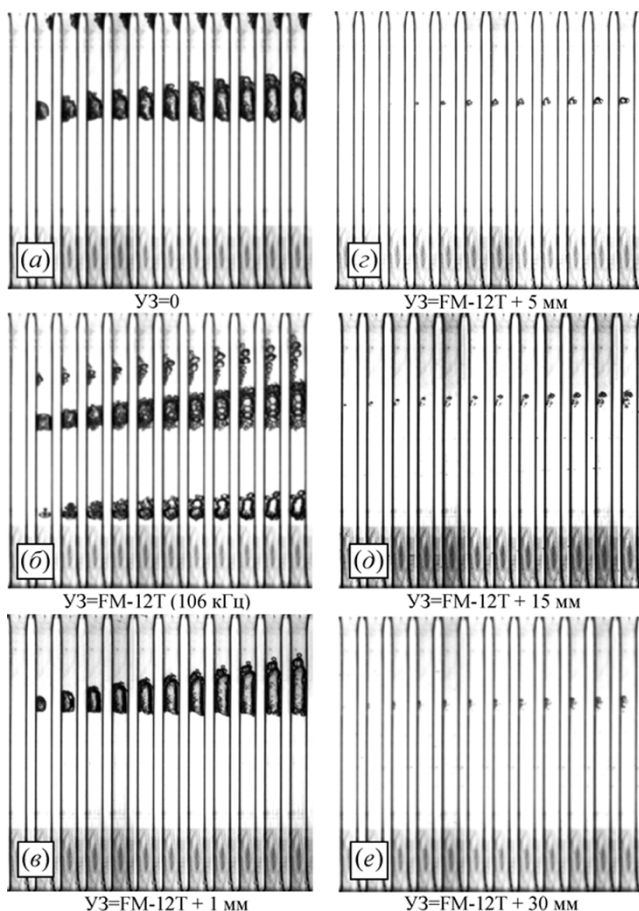 (а)
УЗ=0
(б)
УЗ=FM-12T (106 кГц)
(в)
УЗ=FM-12T + 1 мм
(г)
УЗ=FM-12T + 5 мм
(д)
УЗ=FM-12T + 15 мм
(е)
УЗ=FM-12T + 30 мм